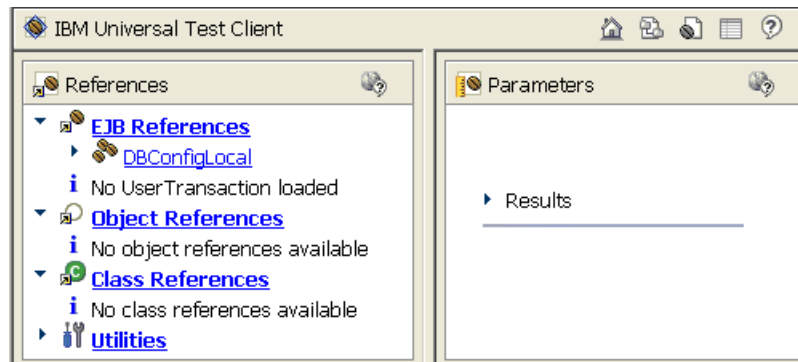 IBM Universal Test Client
References
EJB References
DBConfigLocal
No UserTransaction loaded
Object References
No object references available
Class References
No class references available
Utilities
Parameters
Results